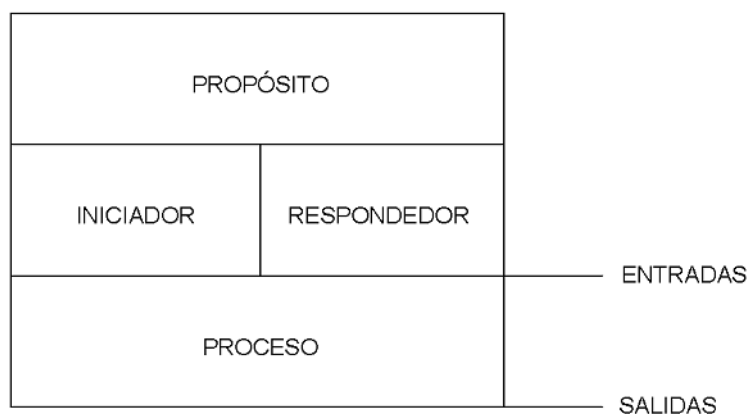 PROPÓSITO
INICIADOR
RESPONDEDOR
ENTRADAS
PROCESO
SALIDAS